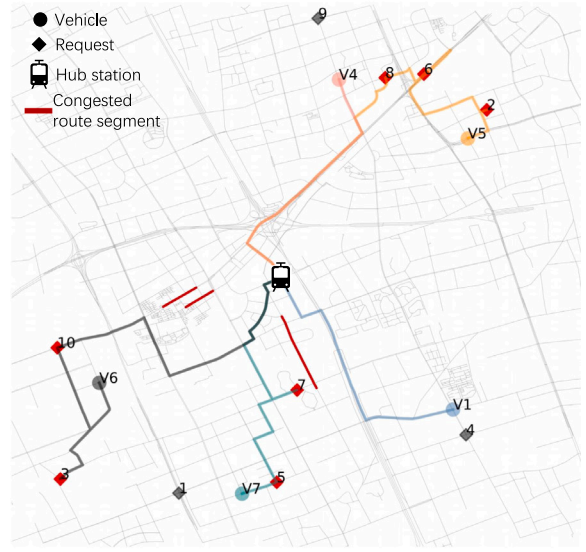 9
Vehicle
Request
Hub station
Congested
route segment
V4
8
6
2
V5
10
V6
7
V1
4
3
1
V7
5